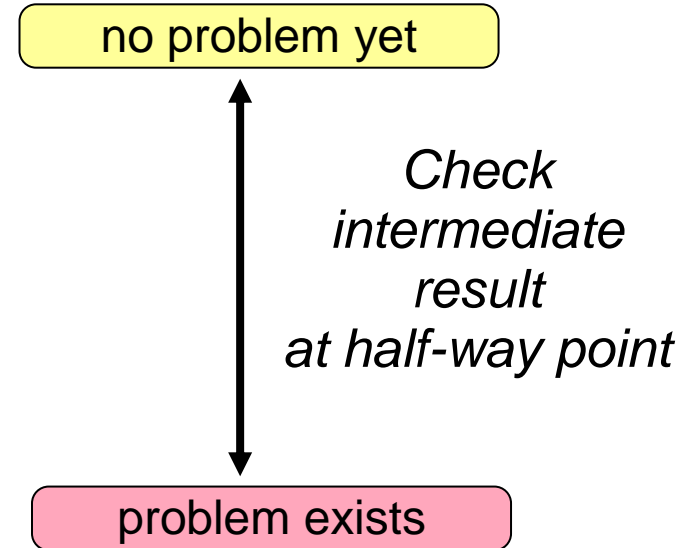 no problem yet
Check
intermediate
result
at half-way point
problem exists